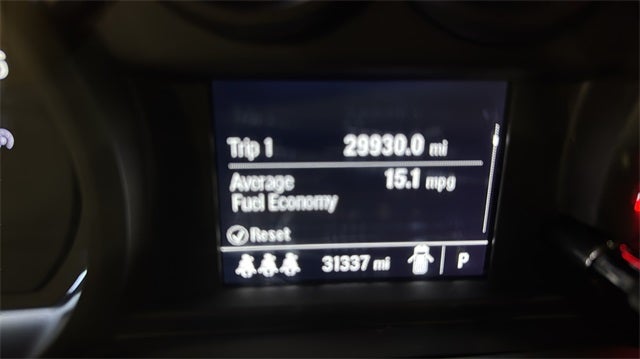 Trip 1 29930.0 mi
Average 15.1 mpg
Fuel Economy
Reset
31337 mi P